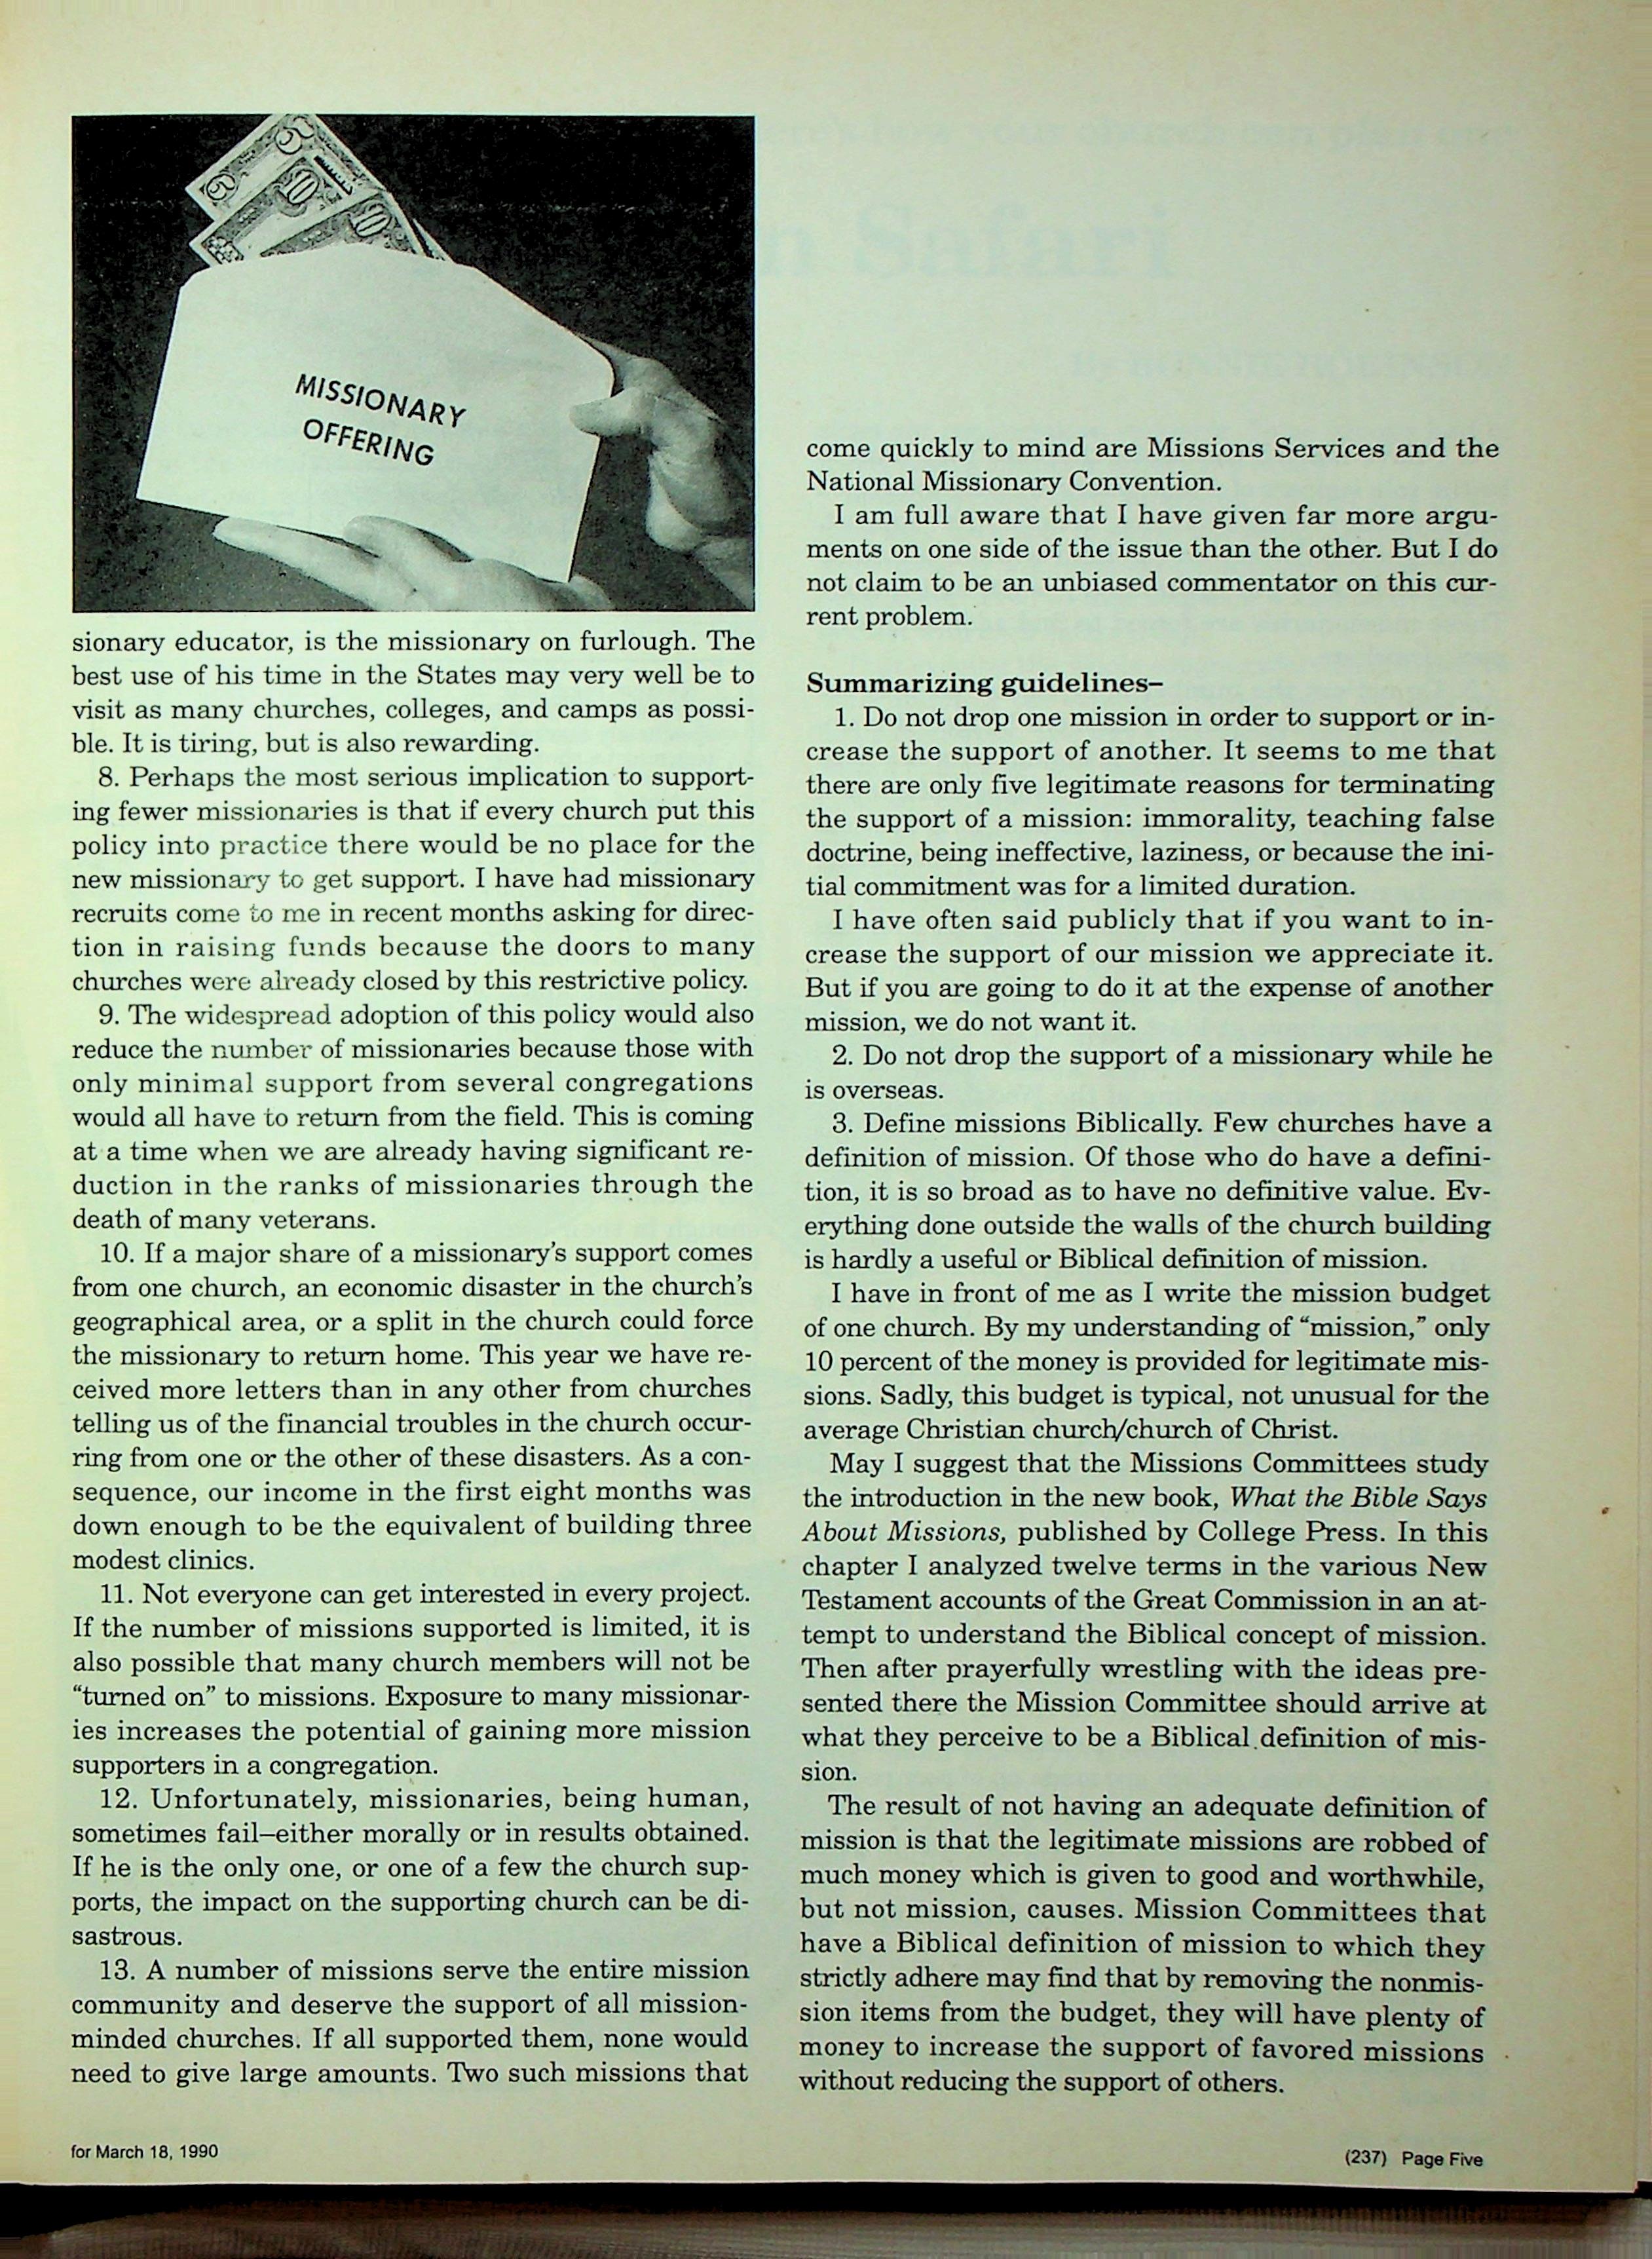 5
5
10
10
MISSIONARY
OFFERING
sionary educator, is the missionary on furlough. The
best use of his time in the States may very well be to
visit as many churches, colleges, and camps as possi-
ble. It is tiring, but is also rewarding.
8. Perhaps the most serious implication to support-
ing fewer missionaries is that if every church put this
policy into practice there would be no place for the
new missionary to get support. I have had missionary
recruits come to me in recent months asking for direc-
tion in raising funds because the doors to many
churches were already closed by this restrictive policy.
9. The widespread adoption of this policy would also
reduce the number of missionaries because those with
only minimal support from several congregations
would all have to return from the field. This is coming
at a time when we are already having significant re-
duction in the ranks of missionaries through the
death of many veterans.
10. If a major share of a missionary's support comes
from one church, an economic disaster in the church's
geographical area, or a split in the church could force
the missionary to return home. This year we have re-
ceived more letters than in any other from churches
telling us of the financial troubles in the church occur-
ring from one or the other of these disasters. As a con-
sequence, our income in the first eight months was
down enough to be the equivalent of building three
modest clinics.
11. Not everyone can get interested in every project.
If the number of missions supported is limited, it is
also possible that many church members will not be
“turned on” to missions. Exposure to many missionar-
ies increases the potential of gaining more mission
supporters in a congregation.
12. Unfortunately, missionaries, being human,
sometimes fail–either morally or in results obtained.
If he is the only one, or one of a few the church sup-
ports, the impact on the supporting church can be di-
sastrous.
13. A number of missions serve the entire mission
community and deserve the support of all mission-
minded churches. If all supported them, none would
need to give large amounts. Two such missions that
come quickly to mind are Missions Services and the
National Missionary Convention.
I am full aware that I have given far more argu-
ments on one side of the issue than the other. But I do
not claim to be an unbiased commentator on this cur-
rent problem.
Summarizing guidelines–
1. Do not drop one mission in order to support or in-
crease the support of another. It seems to me that
there are only five legitimate reasons for terminating
the support of a mission: immorality, teaching false
doctrine, being ineffective, laziness, or because the ini-
tial commitment was for a limited duration.
I have often said publicly that if you want to in-
crease the support of our mission we appreciate it.
But if you are going to do it at the expense of another
mission, we do not want it.
2. Do not drop the support of a missionary while he
is overseas.
3. Define missions Biblically. Few churches have a
definition of mission. Of those who do have a defini-
tion, it is so broad as to have no definitive value. Ev-
erything done outside the walls of the church building
is hardly a useful or Biblical definition of mission.
I have in front of me as I write the mission budget
of one church. By my understanding of “mission,” only
10 percent of the money is provided for legitimate mis-
sions. Sadly, this budget is typical, not unusual for the
average Christian church/church of Christ.
May I suggest that the Missions Committees study
the introduction in the new book, What the Bible Says
About Missions, published by College Press. In this
chapter I analyzed twelve terms in the various New
Testament accounts of the Great Commission in an at-
tempt to understand the Biblical concept of mission.
Then after prayerfully wrestling with the ideas pre-
sented there the Mission Committee should arrive at
what they perceive to be a Biblical definition of mis-
sion.
The result of not having an adequate definition of
mission is that the legitimate missions are robbed of
much money which is given to good and worthwhile,
but not mission, causes. Mission Committees that
have a Biblical definition of mission to which they
strictly adhere may find that by removing the nonmis-
sion items from the budget, they will have plenty of
money to increase the support of favored missions
without reducing the support of others.
for March 18, 1990
(237) Page Five